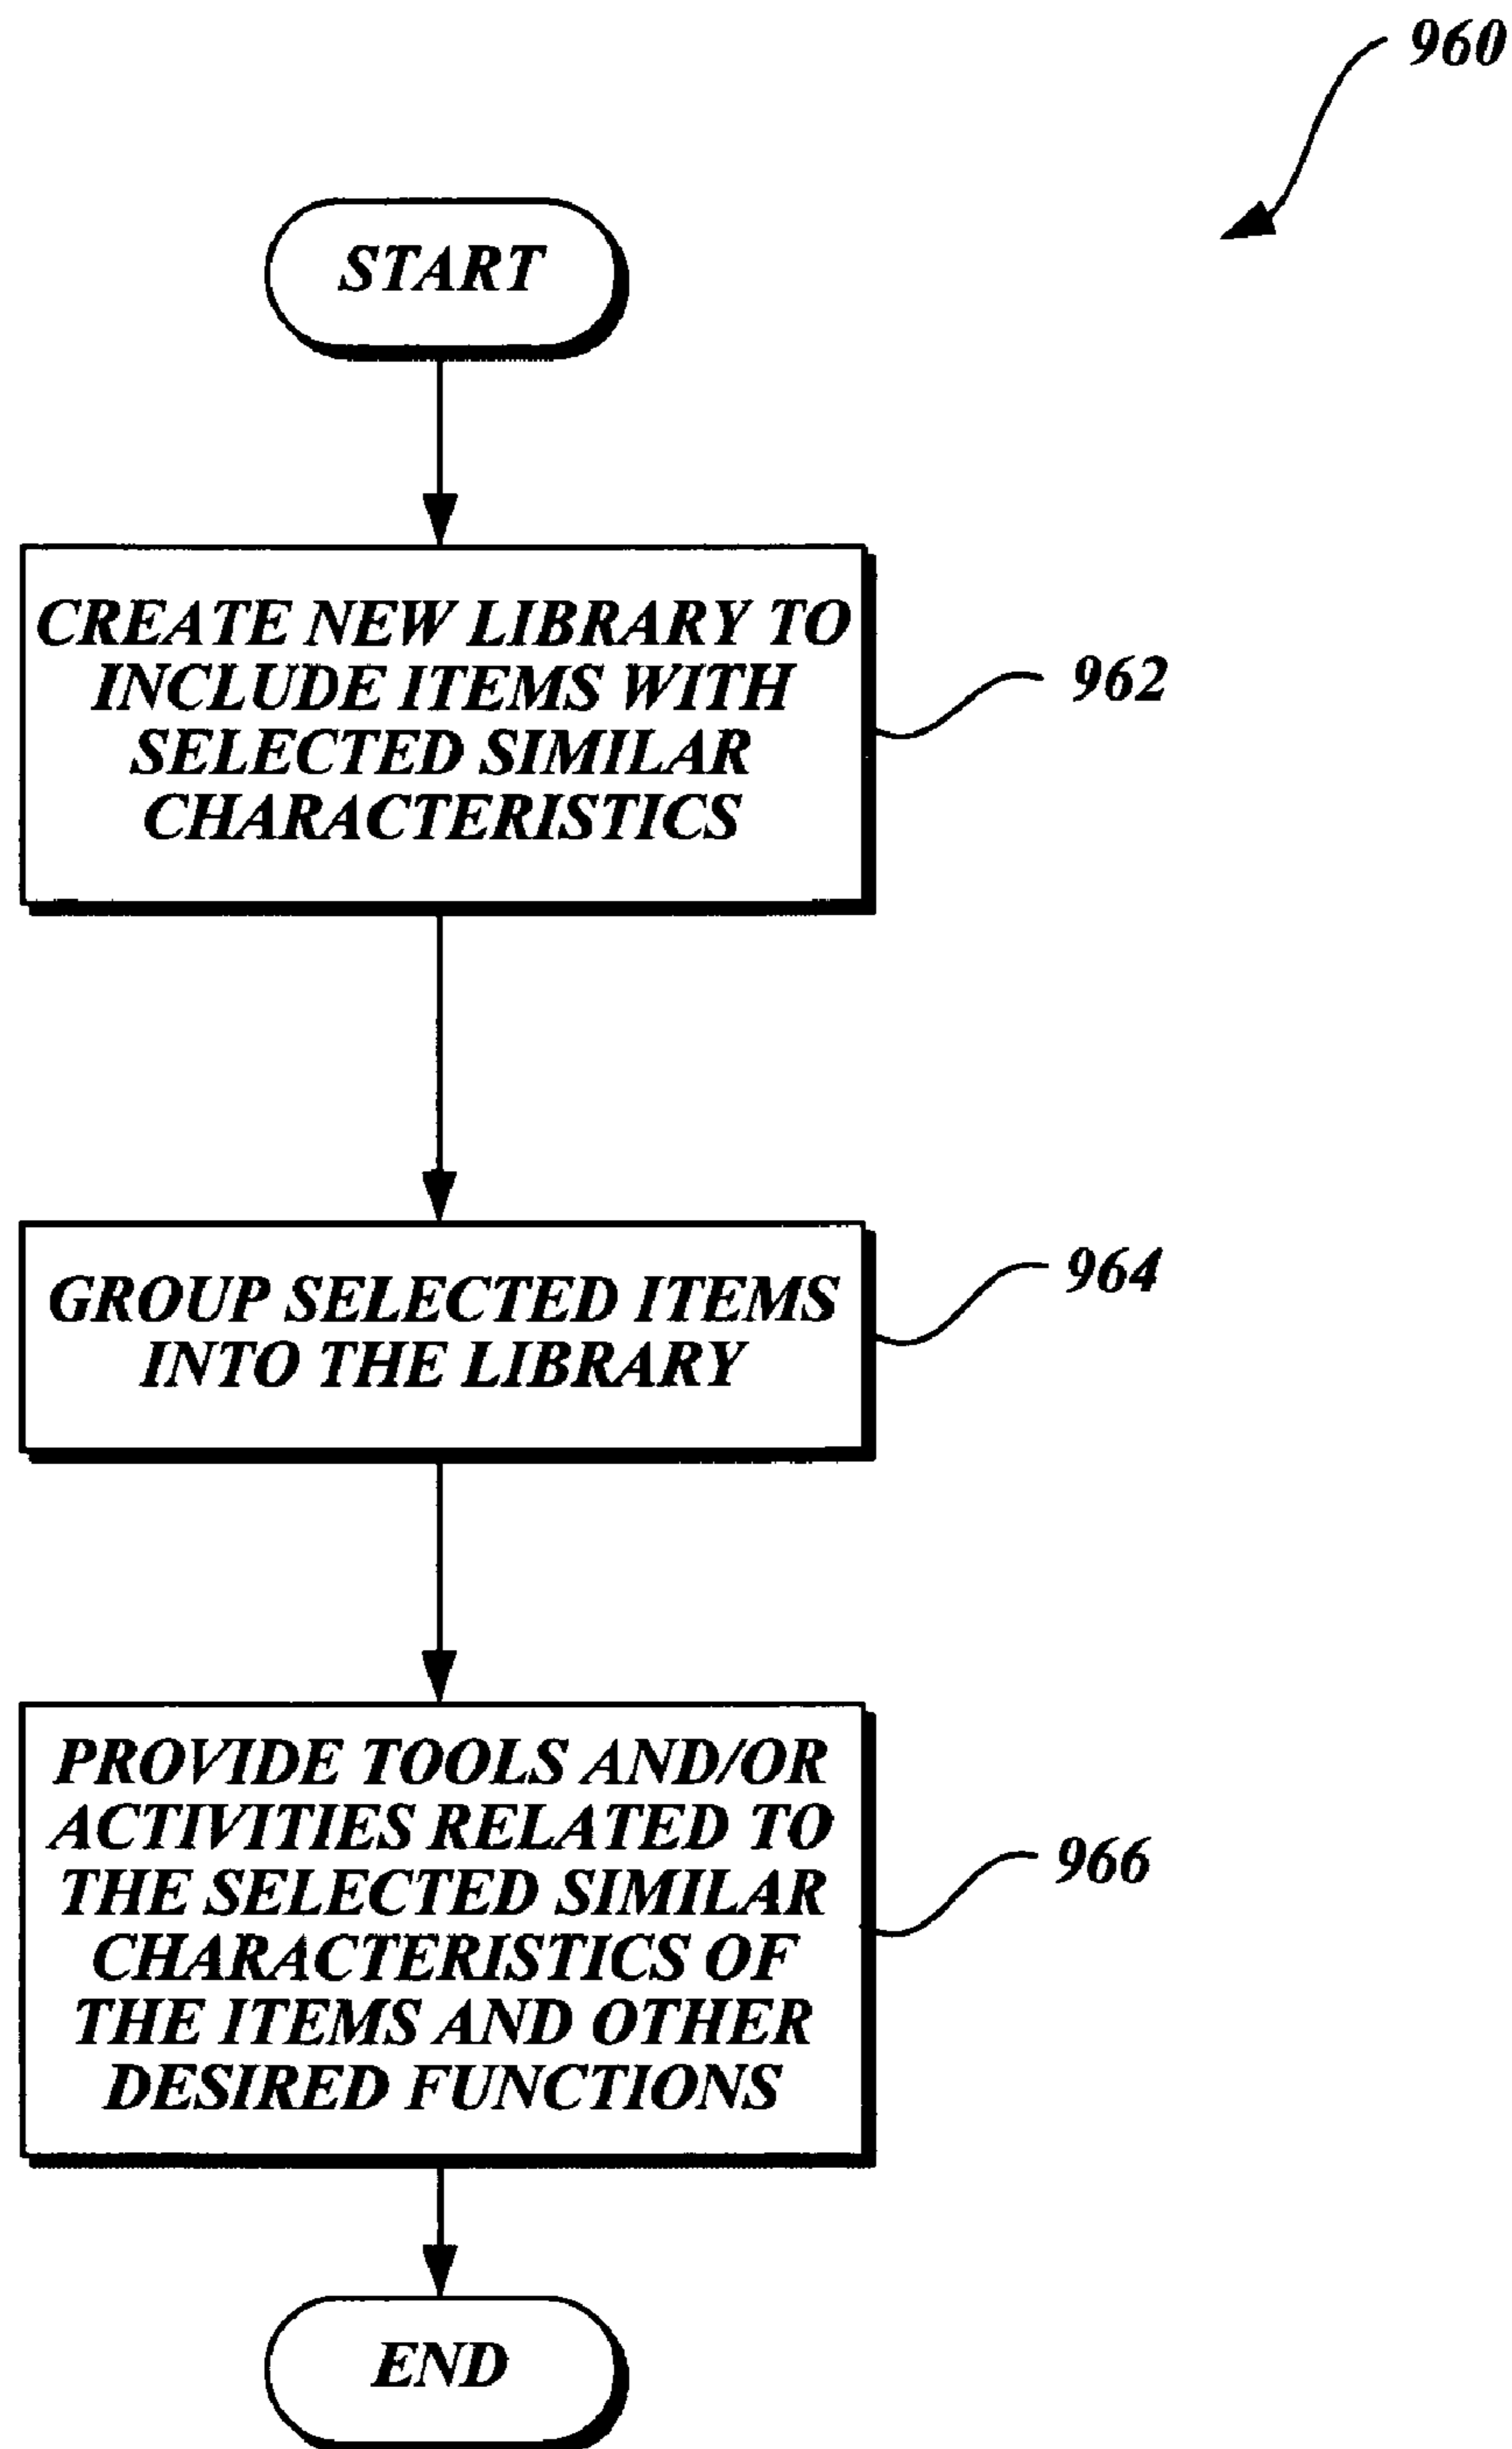 960
START
CREATE NEW LIBRARY TO
INCLUDE ITEMS WITH
SELECTED SIMILAR
CHARACTERISTICS
962
GROUP SELECTED ITEMS
INTO THE LIBRARY
964
PROVIDE TOOLS AND/OR
ACTIVITIES RELATED TO
THE SELECTED SIMILAR
CHARACTERISTICS OF
THE ITEMS AND OTHER
DESIRED FUNCTIONS
966
END